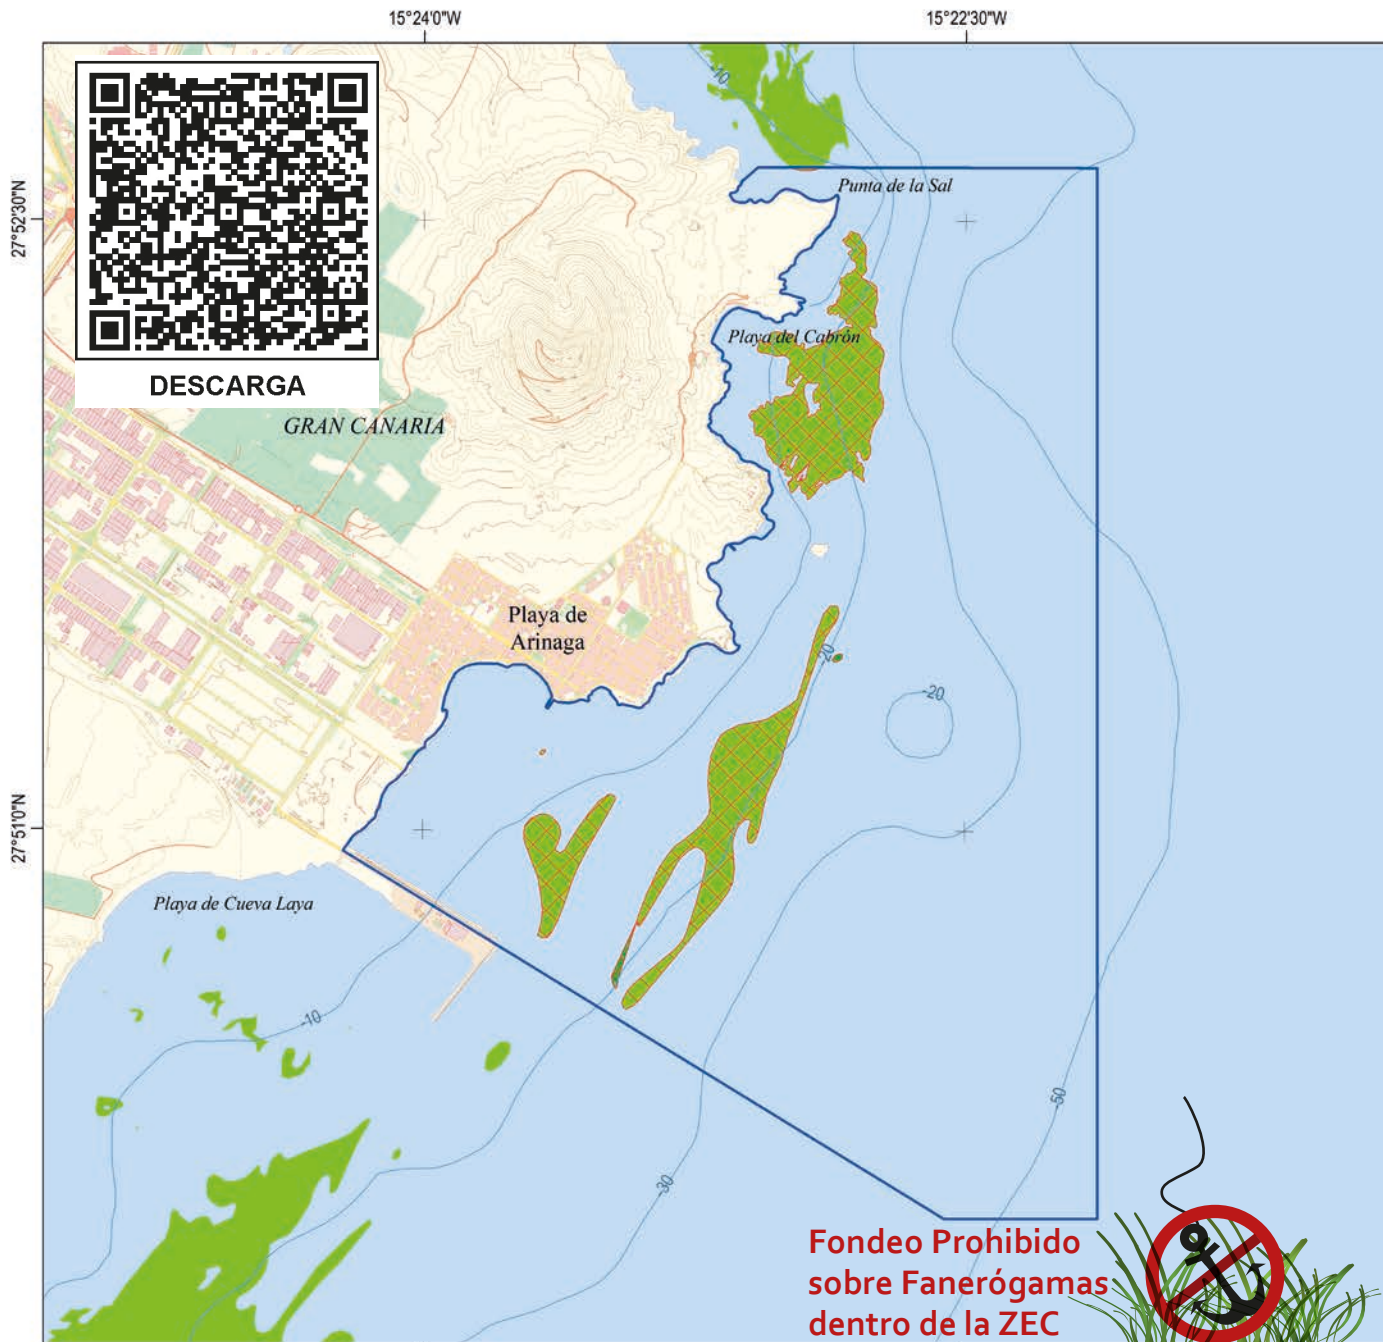 15°24'0"W
15°22'30"W
27°52'30"N
27°51'0"N
-10
Punta de la Sal
Playa del Cabrón
DESCARGA
GRAN CANARIA
Playa de
Arinaga
-20
-20
Playa de Cueva Laya
-10
-50
-30
Fondeo Prohibido
sobre Fanerógamas
dentro de la ZEC